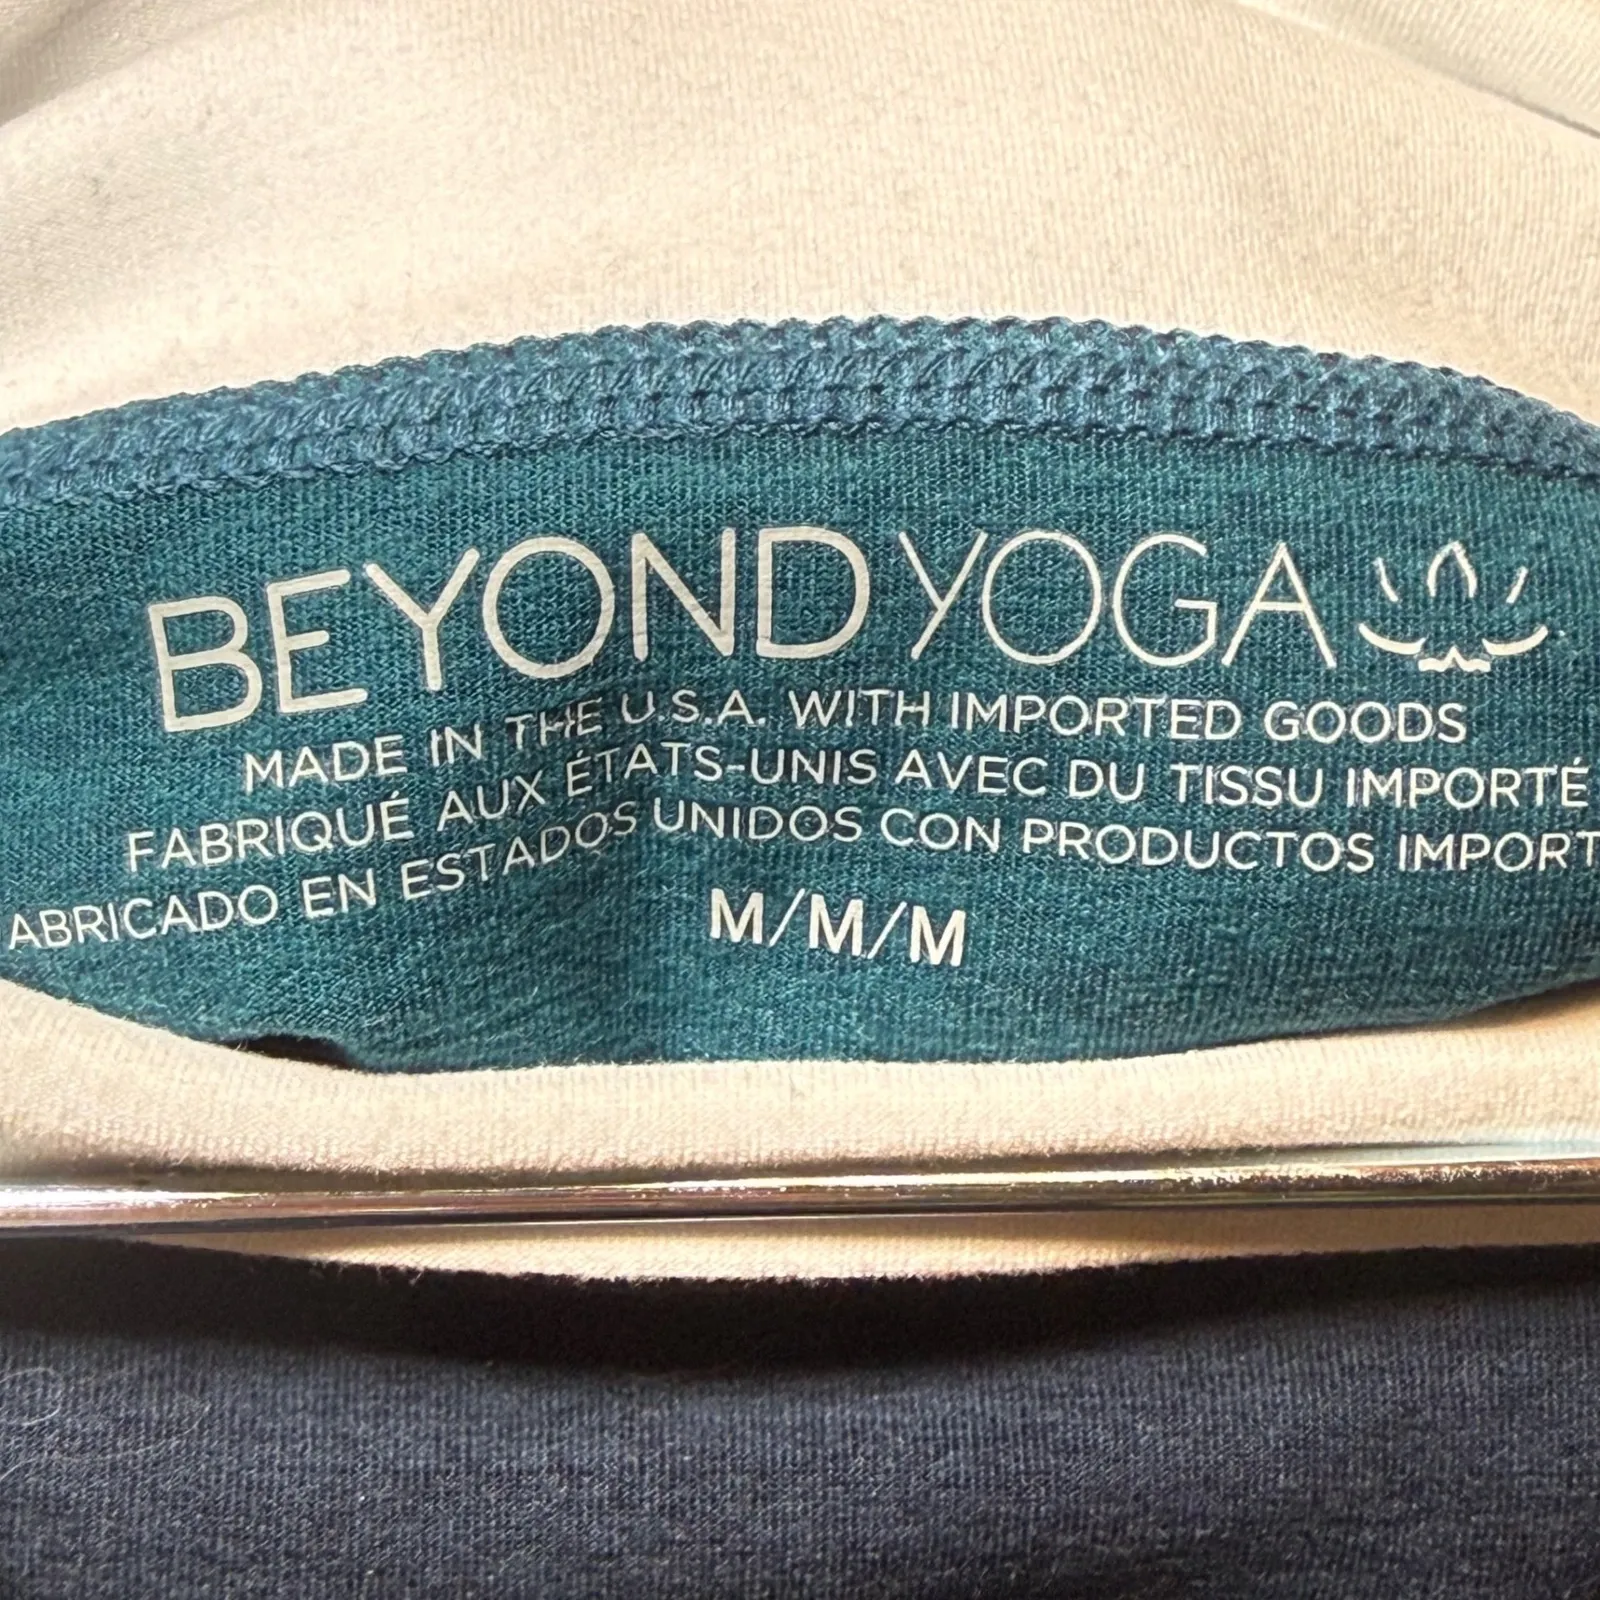 BEYOND YOGA
MADE IN THE U.S.A. WITH IMPORTED GOODS
FABRIQUÉ AUX ÉTATS-UNIS AVEC DU TISSU IMPORTÉ
ABRICADO EN ESTADOS UNIDOS CON PRODUCTOS IMPORT
M/M/M